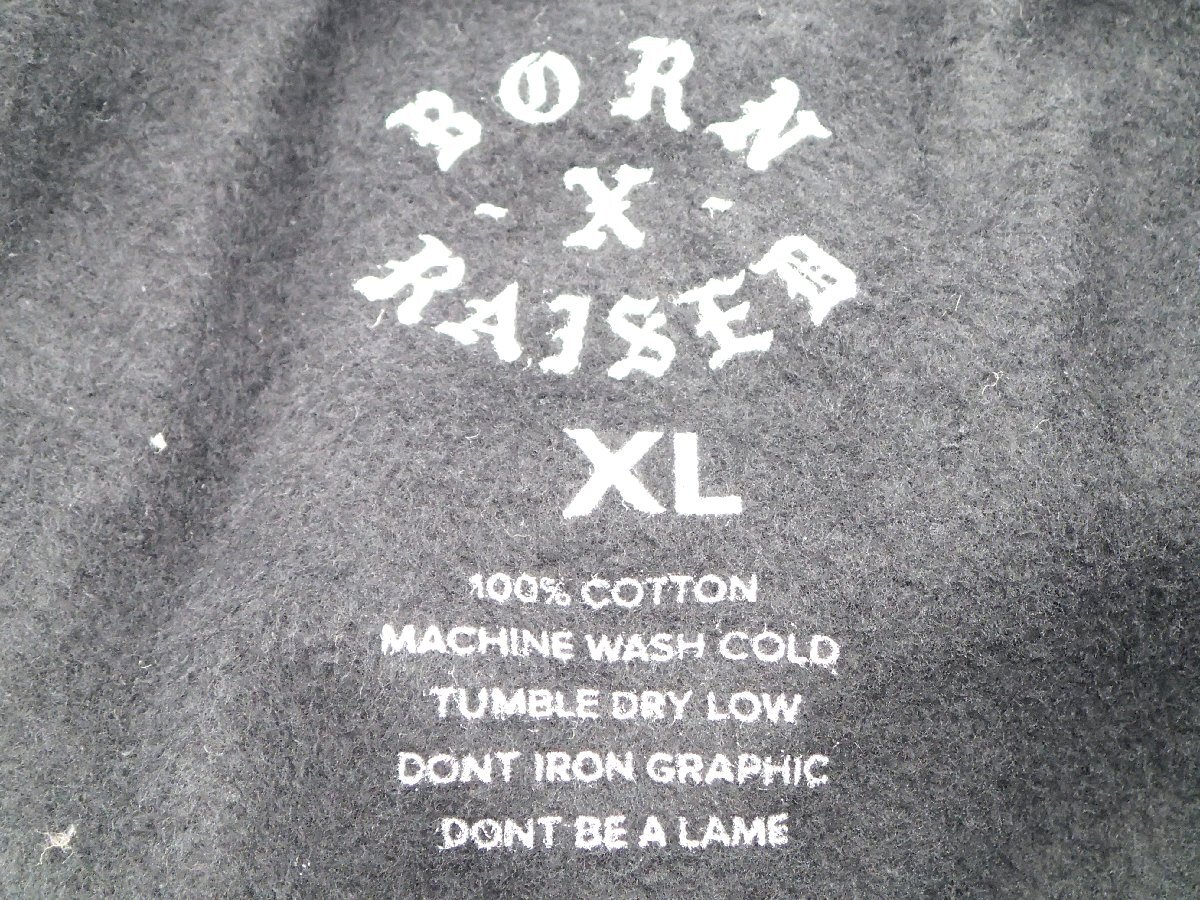 BORN
- X -
RAISED
XL
100% COTTON
MACHINE WASH COLD
TUMBLE DRY LOW
DONT IRON GRAPHIC
DONT BE A LAME